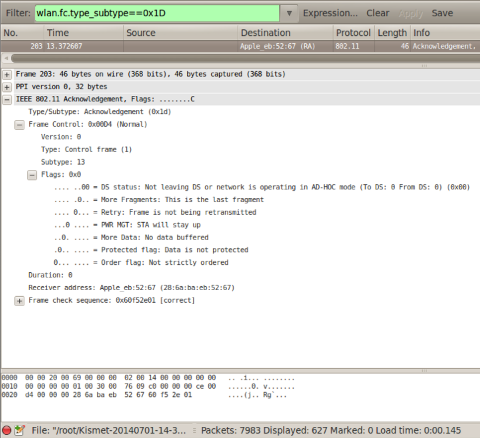 Filter: wlan.fc.type_subtype==0x1D Expression... Clear Apply Save
No. Time Source Destination Protocol Length Info
203 13.372607 Apple_eb:52:67 (RA) 802.11 46 Acknowledgement,
Frame 203: 46 bytes on wire (368 bits), 46 bytes captured (368 bits)
PPI version 0, 32 bytes
IEEE 802.11 Acknowledgement, Flags: ........C
Type/Subtype: Acknowledgement (0x1d)
Frame Control: 0x00D4 (Normal)
Version: 0
Type: Control frame (1)
Subtype: 13
Flags: 0x0
.... ..00 = DS status: Not leaving DS or network is operating in AD-HOC mode (To DS: 0 From DS: 0) (0x00)
.... .0.. = More Fragments: This is the last fragment
.... 0... = Retry: Frame is not being retransmitted
...0 .... = PWR MGT: STA will stay up
..0. .... = More Data: No data buffered
.0.. .... = Protected flag: Data is not protected
0... .... = Order flag: Not strictly ordered
Duration: 0
Receiver address: Apple_eb:52:67 (28:6a:ba:eb:52:67)
Frame check sequence: 0x60f52e01 [correct]
0000 00 00 20 00 69 00 00 00 02 00 14 00 00 00 00 00 .. .i... ........
0010 00 00 00 00 01 00 30 00 76 09 c0 00 00 00 ce 00 ......0. v.......
0020 d4 00 00 00 28 6a ba eb 52 67 60 f5 2e 01 ....(j.. Rg`...
File: "/root/Kismet-20140701-14-3... Packets: 7983 Displayed: 627 Marked: 0 Load time: 0:00.145